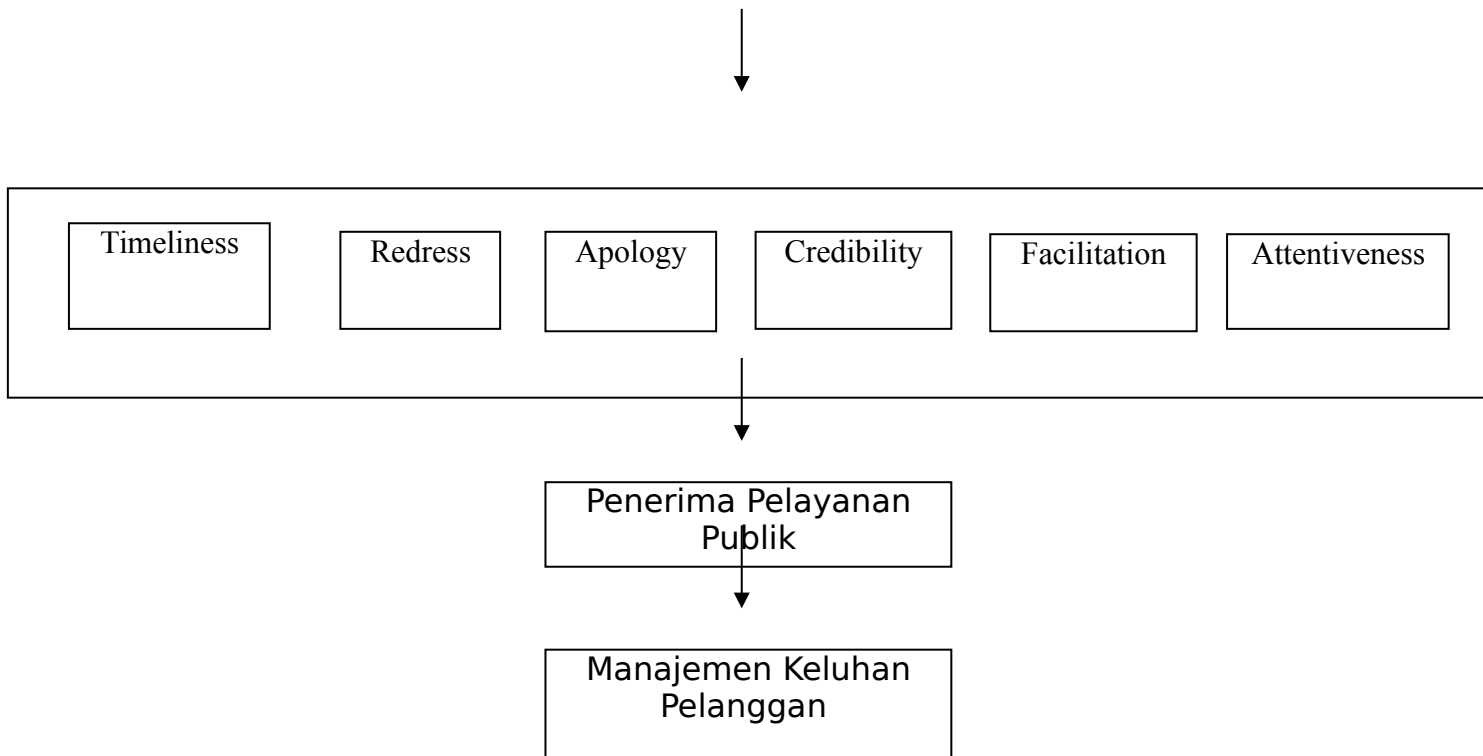 Timeliness
Redress
Apology
Credibility
Facilitation
Attentiveness
Penerima Pelayanan
Publik
Manajemen Keluhan
Pelanggan